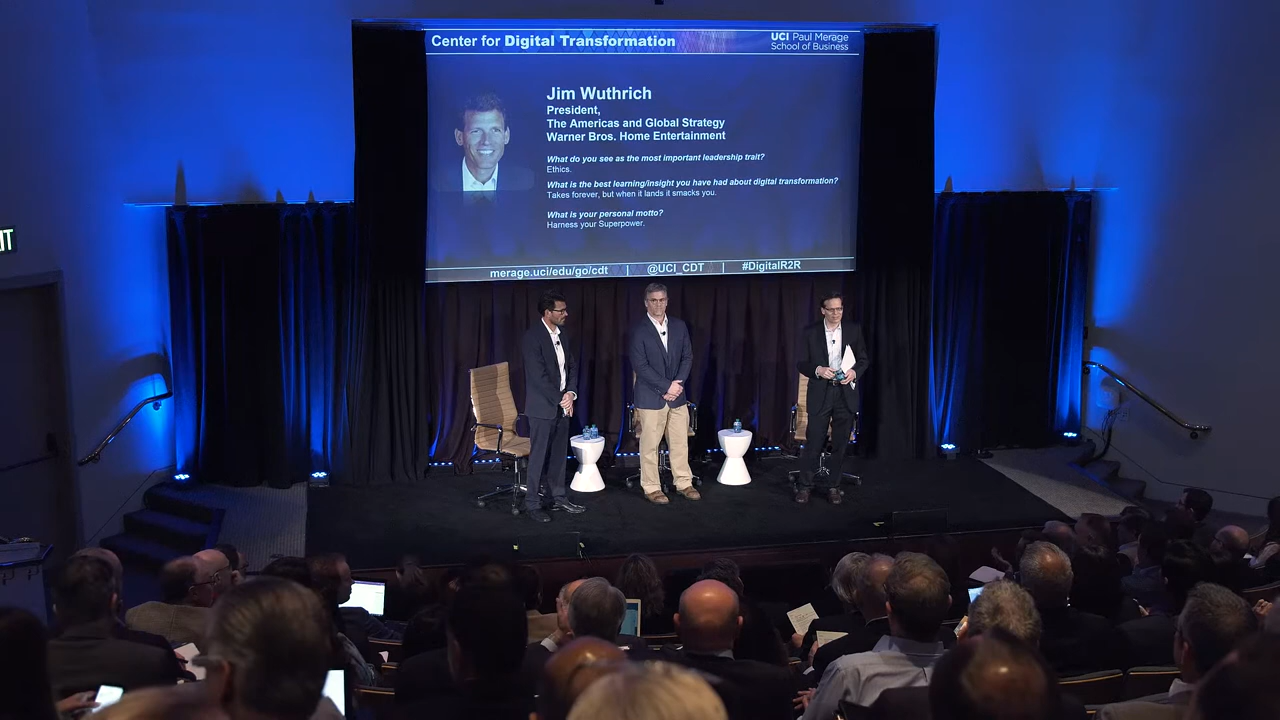 Center for Digital Transformation
UCI Paul Merage
School of Business
Jim Wuthrich
President,
The Americas and Global Strategy
Warner Bros. Home Entertainment
What do you see as the most important leadership trait?
Ethics.
What is the best learning/insight you have had about digital transformation?
Takes forever, but when it lands it smacks you.
What is your personal motto?
Harness your Superpower.
merage.uci/edu/go/cdt | @UCI_CDT | #DigitalR2R
IT